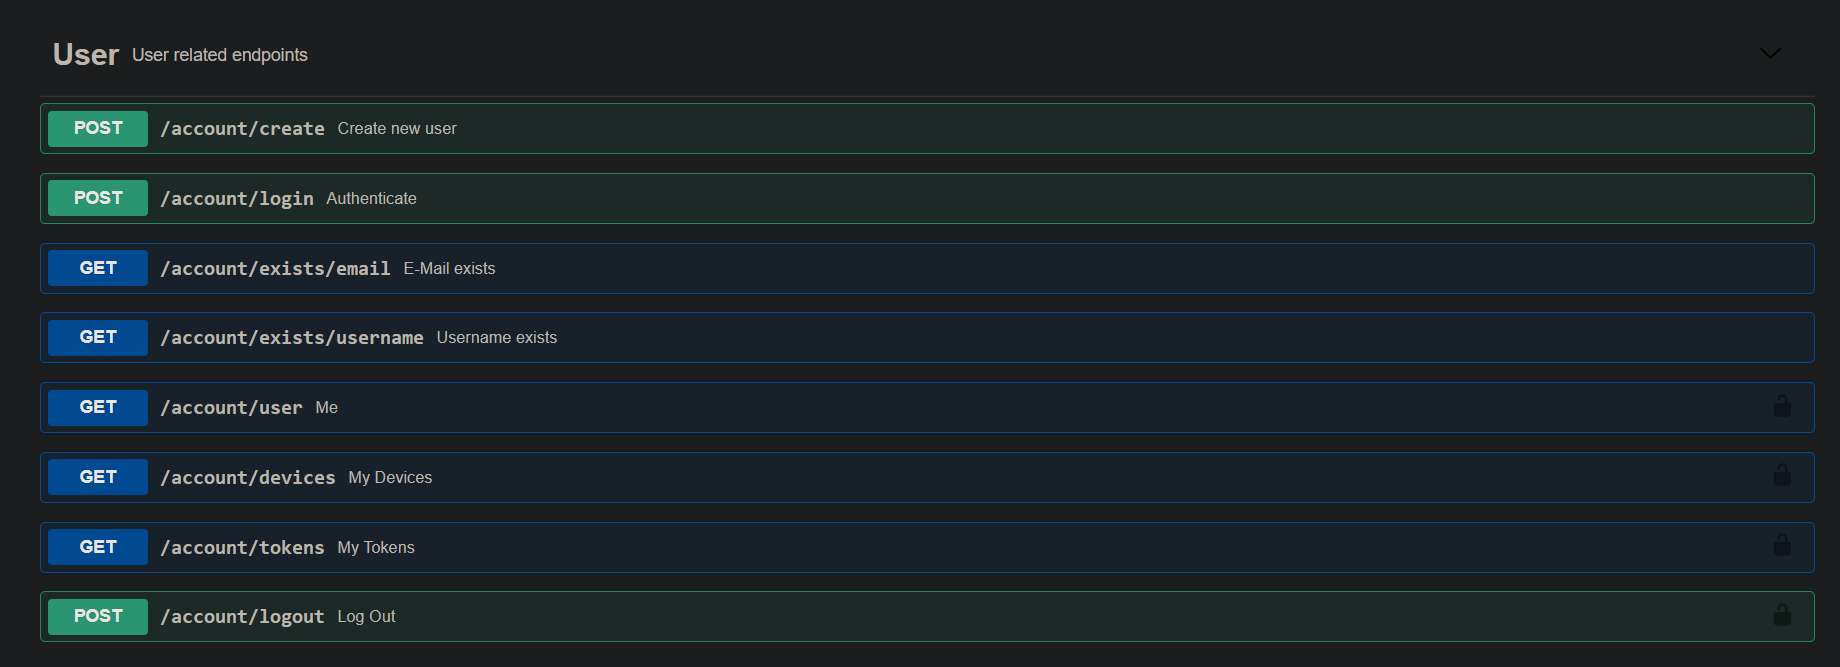 User User related endpoints
POST /account/create Create new user
POST /account/login Authenticate
GET /account/exists/email E-Mail exists
GET /account/exists/username Username exists
GET /account/user Me
GET /account/devices My Devices
GET /account/tokens My Tokens
POST /account/logout Log Out